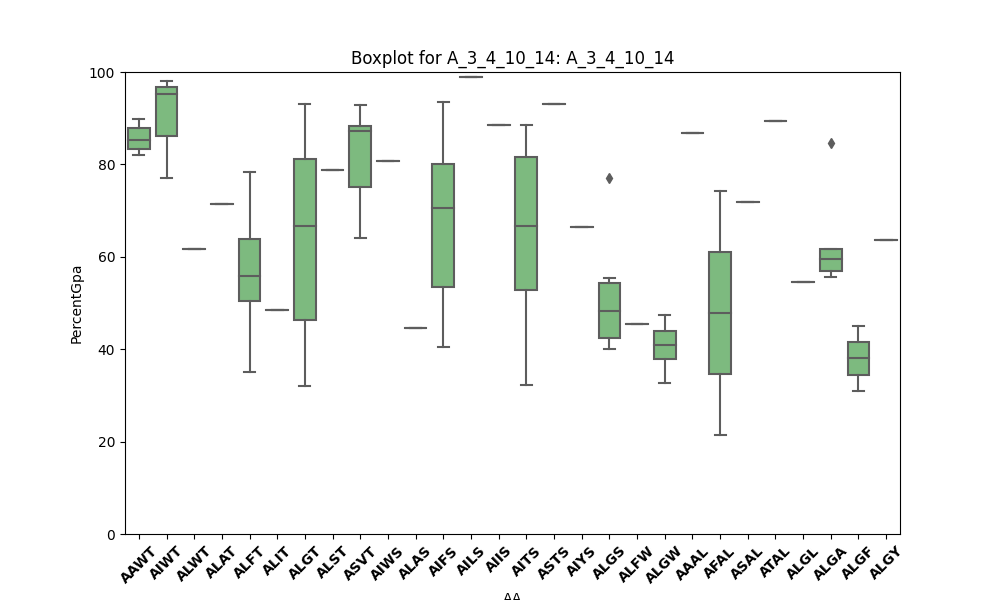 Boxplot for A_3_4_10_14: A_3_4_10_14
100
80
60
40
20
0
PercentGpa
AAWT AIWT ALWT ALAT ALFT ALIT ALGT ALST ASVT AIWS ALAS AIFS AILS AIIS AITS ASTS AIYS ALGS ALFW ALGW AAAL AFAL ASAL ATAL ALGL ALGA ALGF ALGY
AA